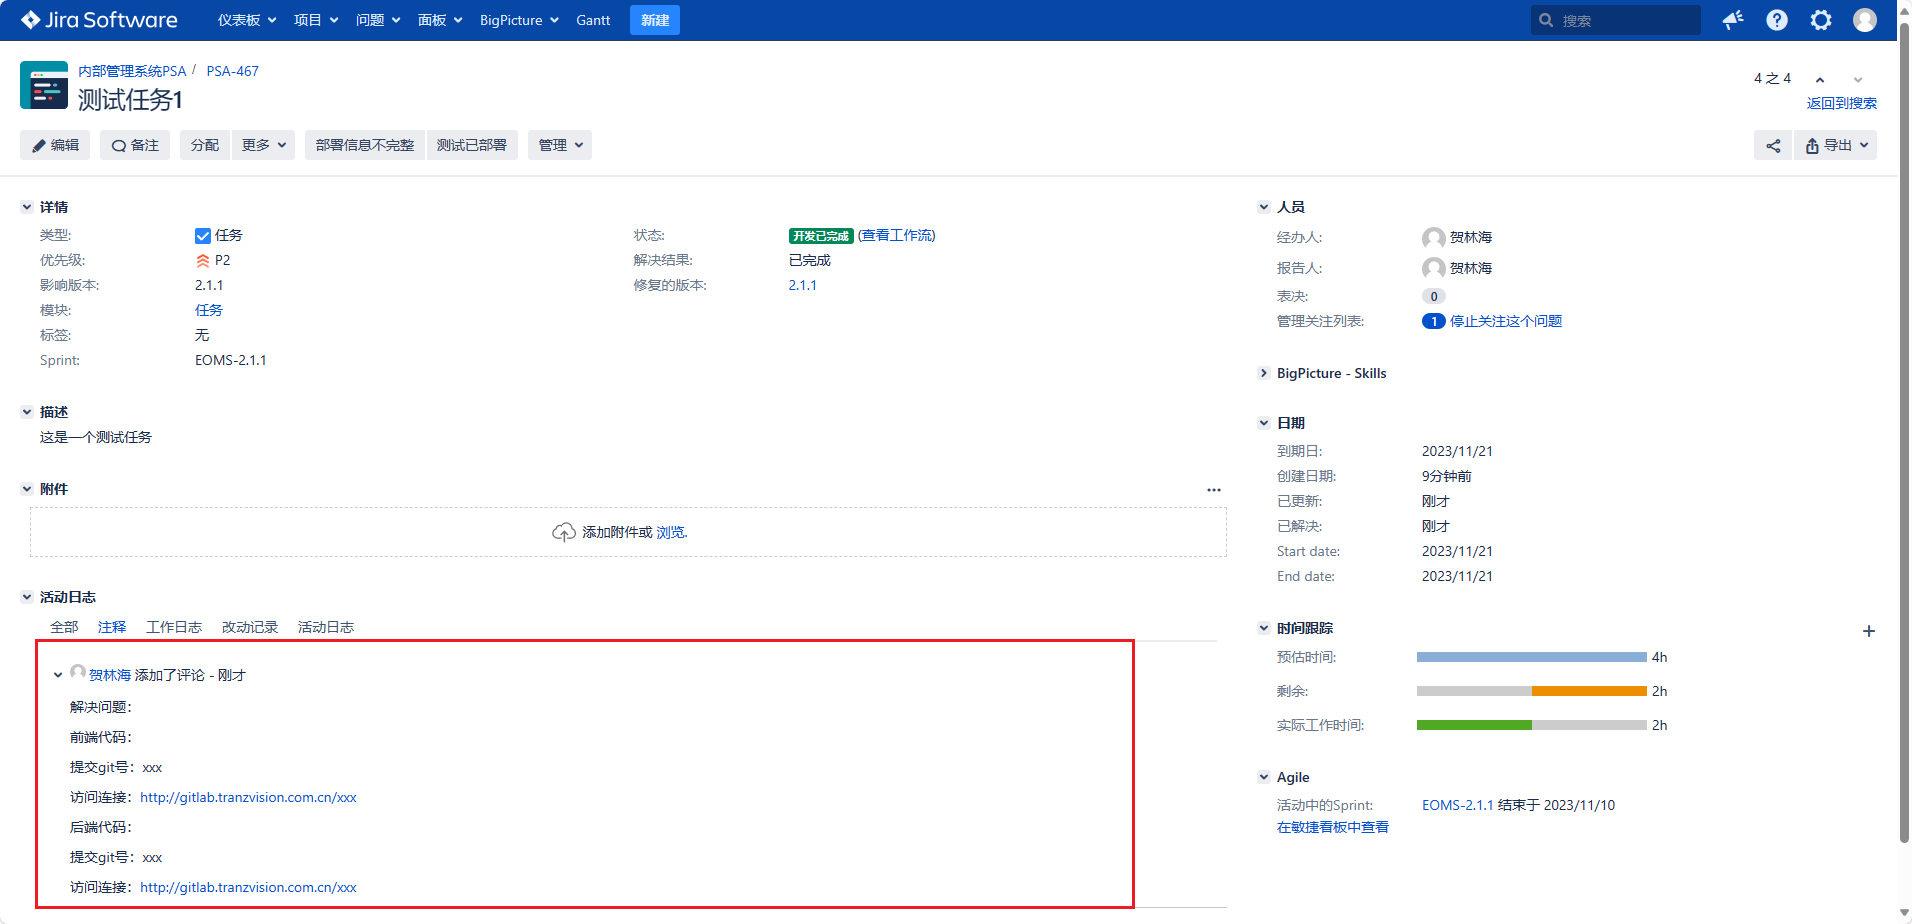 Jira Software 仪表板 项目 问题 面板 BigPicture Gantt 新建 搜索
内部管理系统PSA / PSA-467
测试任务1
4 之 4
返回到搜索
编辑 备注 分配 更多 部署信息不完整 测试已部署 管理 导出
详情
类型: 任务
优先级: P2
影响版本: 2.1.1
模块: 任务
标签: 无
Sprint: EOMS-2.1.1
状态: 开发已完成 (查看工作流)
解决结果: 已完成
修复的版本: 2.1.1
描述
这是一个测试任务
附件
添加附件或 浏览.
活动日志
全部 注释 工作日志 改动记录 活动日志
贺林海 添加了评论 - 刚才
解决问题：
前端代码：
提交git号：xxx
访问连接：http://gitlab.tranzvision.com.cn/xxx
后端代码：
提交git号：xxx
访问连接：http://gitlab.tranzvision.com.cn/xxx
人员
经办人: 贺林海
报告人: 贺林海
表决: 0
管理关注列表: 1 停止关注这个问题
BigPicture - Skills
日期
到期日: 2023/11/21
创建日期: 9分钟前
已更新: 刚才
已解决: 刚才
Start date: 2023/11/21
End date: 2023/11/21
时间跟踪
预估时间: 4h
剩余: 2h
实际工作时间: 2h
Agile
活动中的Sprint: EOMS-2.1.1 结束于 2023/11/10
在敏捷看板中查看